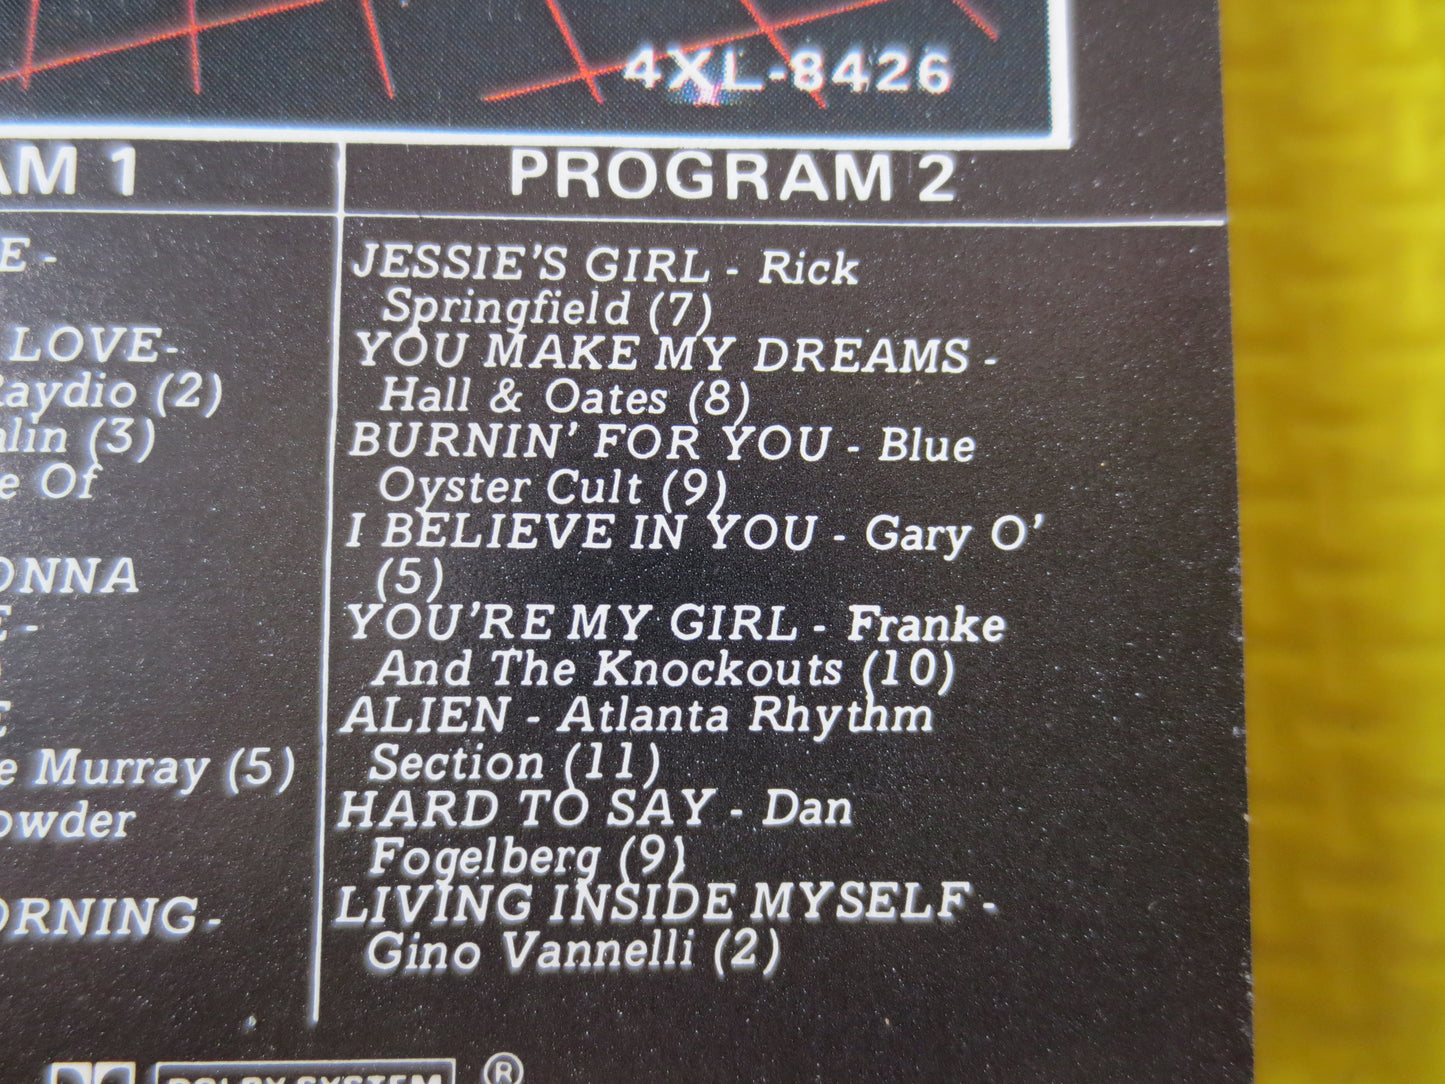 4XL-8426
AM 1
PROGRAM 2
E -
LOVE-
Raydio (2)
lin (3)
e Of
ONNA
E -
E
e Murray (5)
owder
ORNING -
JESSIE'S GIRL - Rick
Springfield (7)
YOU MAKE MY DREAMS -
Hall & Oates (8)
BURNIN' FOR YOU - Blue
Oyster Cult (9)
I BELIEVE IN YOU - Gary O'
(5)
YOU'RE MY GIRL - Franke
And The Knockouts (10)
ALIEN - Atlanta Rhythm
Section (11)
HARD TO SAY - Dan
Fogelberg (9)
LIVING INSIDE MYSELF -
Gino Vannelli (2)
DOLBY SYSTEM ®